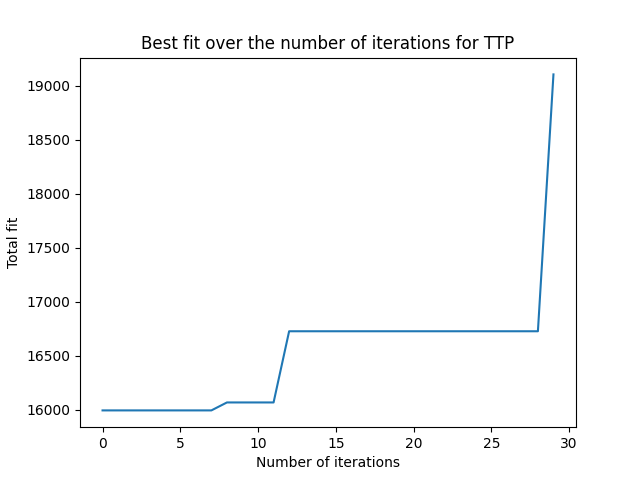 Best fit over the number of iterations for TTP
Total fit
19000
18500
18000
17500
17000
16500
16000
0 5 10 15 20 25 30
Number of iterations